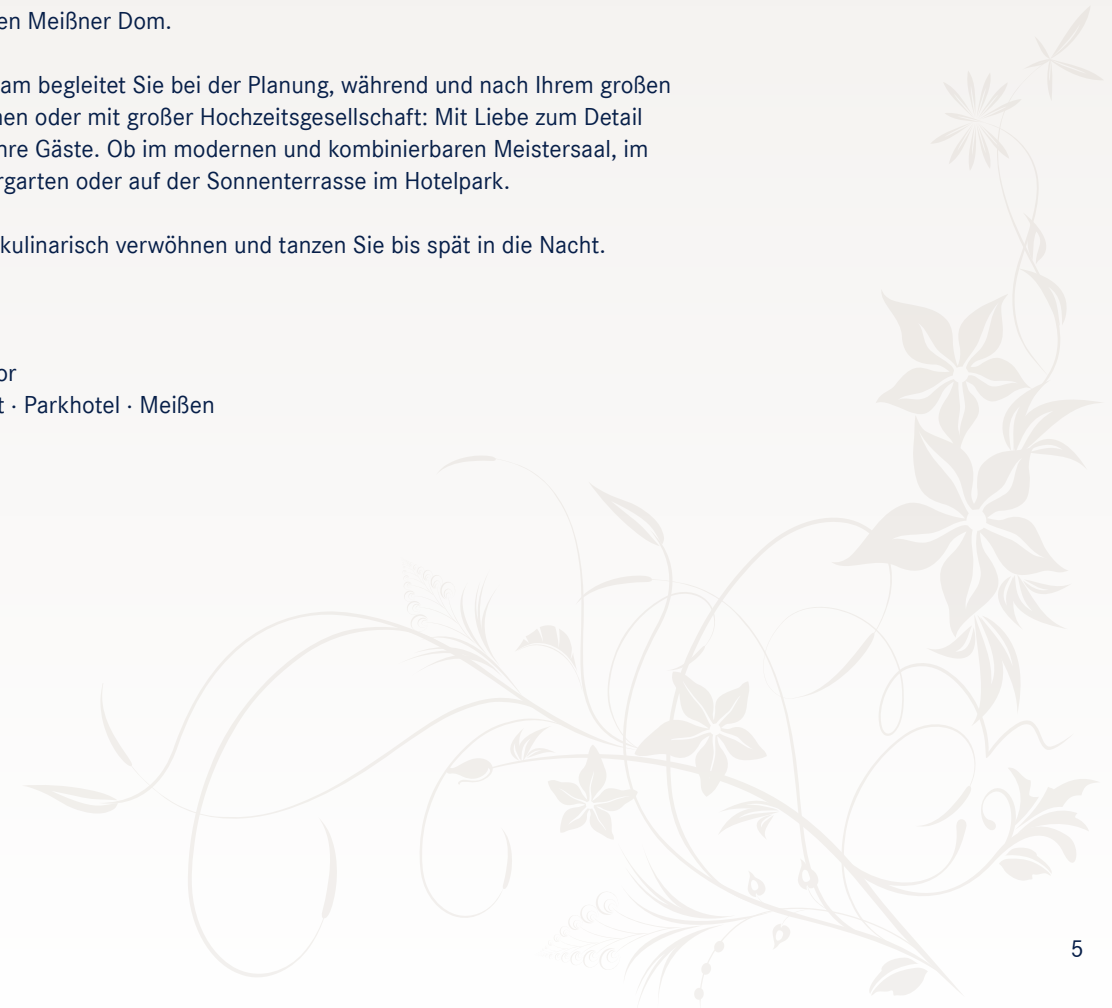 en Meißner Dom.
am begleitet Sie bei der Planung, während und nach Ihrem großen
nen oder mit großer Hochzeitsgesellschaft: Mit Liebe zum Detail
hre Gäste. Ob im modernen und kombinierbaren Meistersaal, im
rgarten oder auf der Sonnenterrasse im Hotelpark.
kulinarisch verwöhnen und tanzen Sie bis spät in die Nacht.
or
t · Parkhotel · Meißen
5